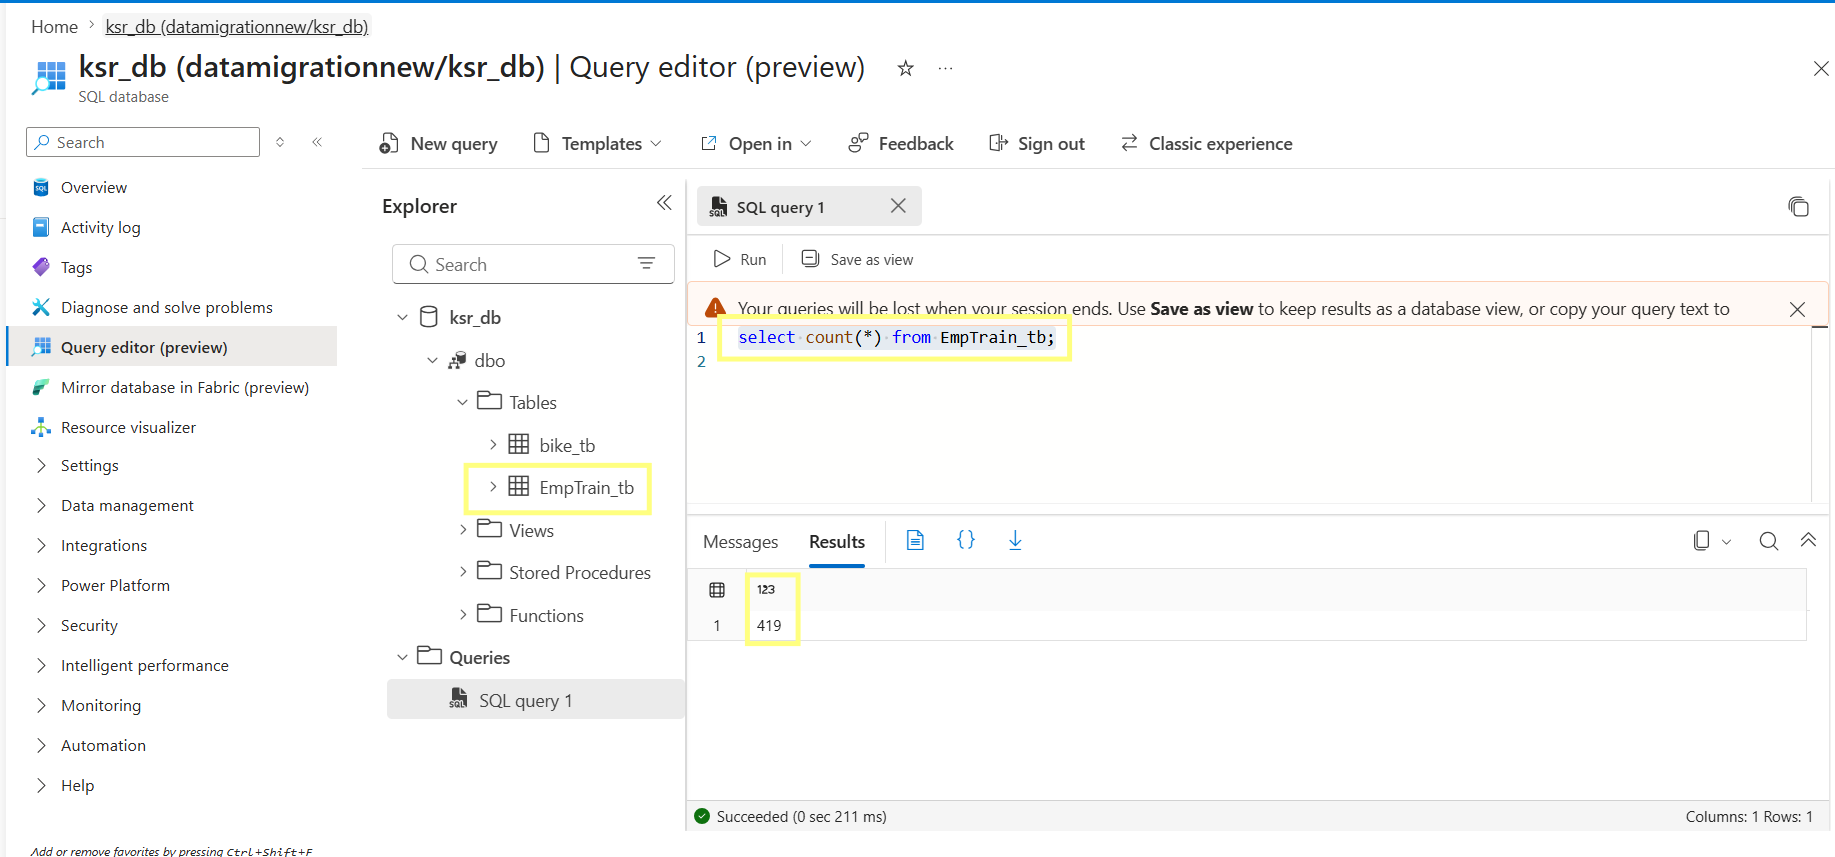 Home > ksr_db (datamigrationnew/ksr_db)
ksr_db (datamigrationnew/ksr_db) | Query editor (preview)
SQL database
Search
Overview
Activity log
Tags
Diagnose and solve problems
Query editor (preview)
Mirror database in Fabric (preview)
Resource visualizer
Settings
Data management
Integrations
Power Platform
Security
Intelligent performance
Monitoring
Automation
Help
Add or remove favorites by pressing Ctrl+Shift+F
New query Templates Open in Feedback Sign out Classic experience
Explorer
Search
ksr_db
dbo
Tables
bike_tb
EmpTrain_tb
Views
Stored Procedures
Functions
Queries
SQL query 1
SQL query 1
Run Save as view
Your queries will be lost when your session ends. Use Save as view to keep results as a database view, or copy your query text to
1 select count(*) from EmpTrain_tb;
2
Messages Results
123
1 419
Succeeded (0 sec 211 ms) Columns: 1 Rows: 1